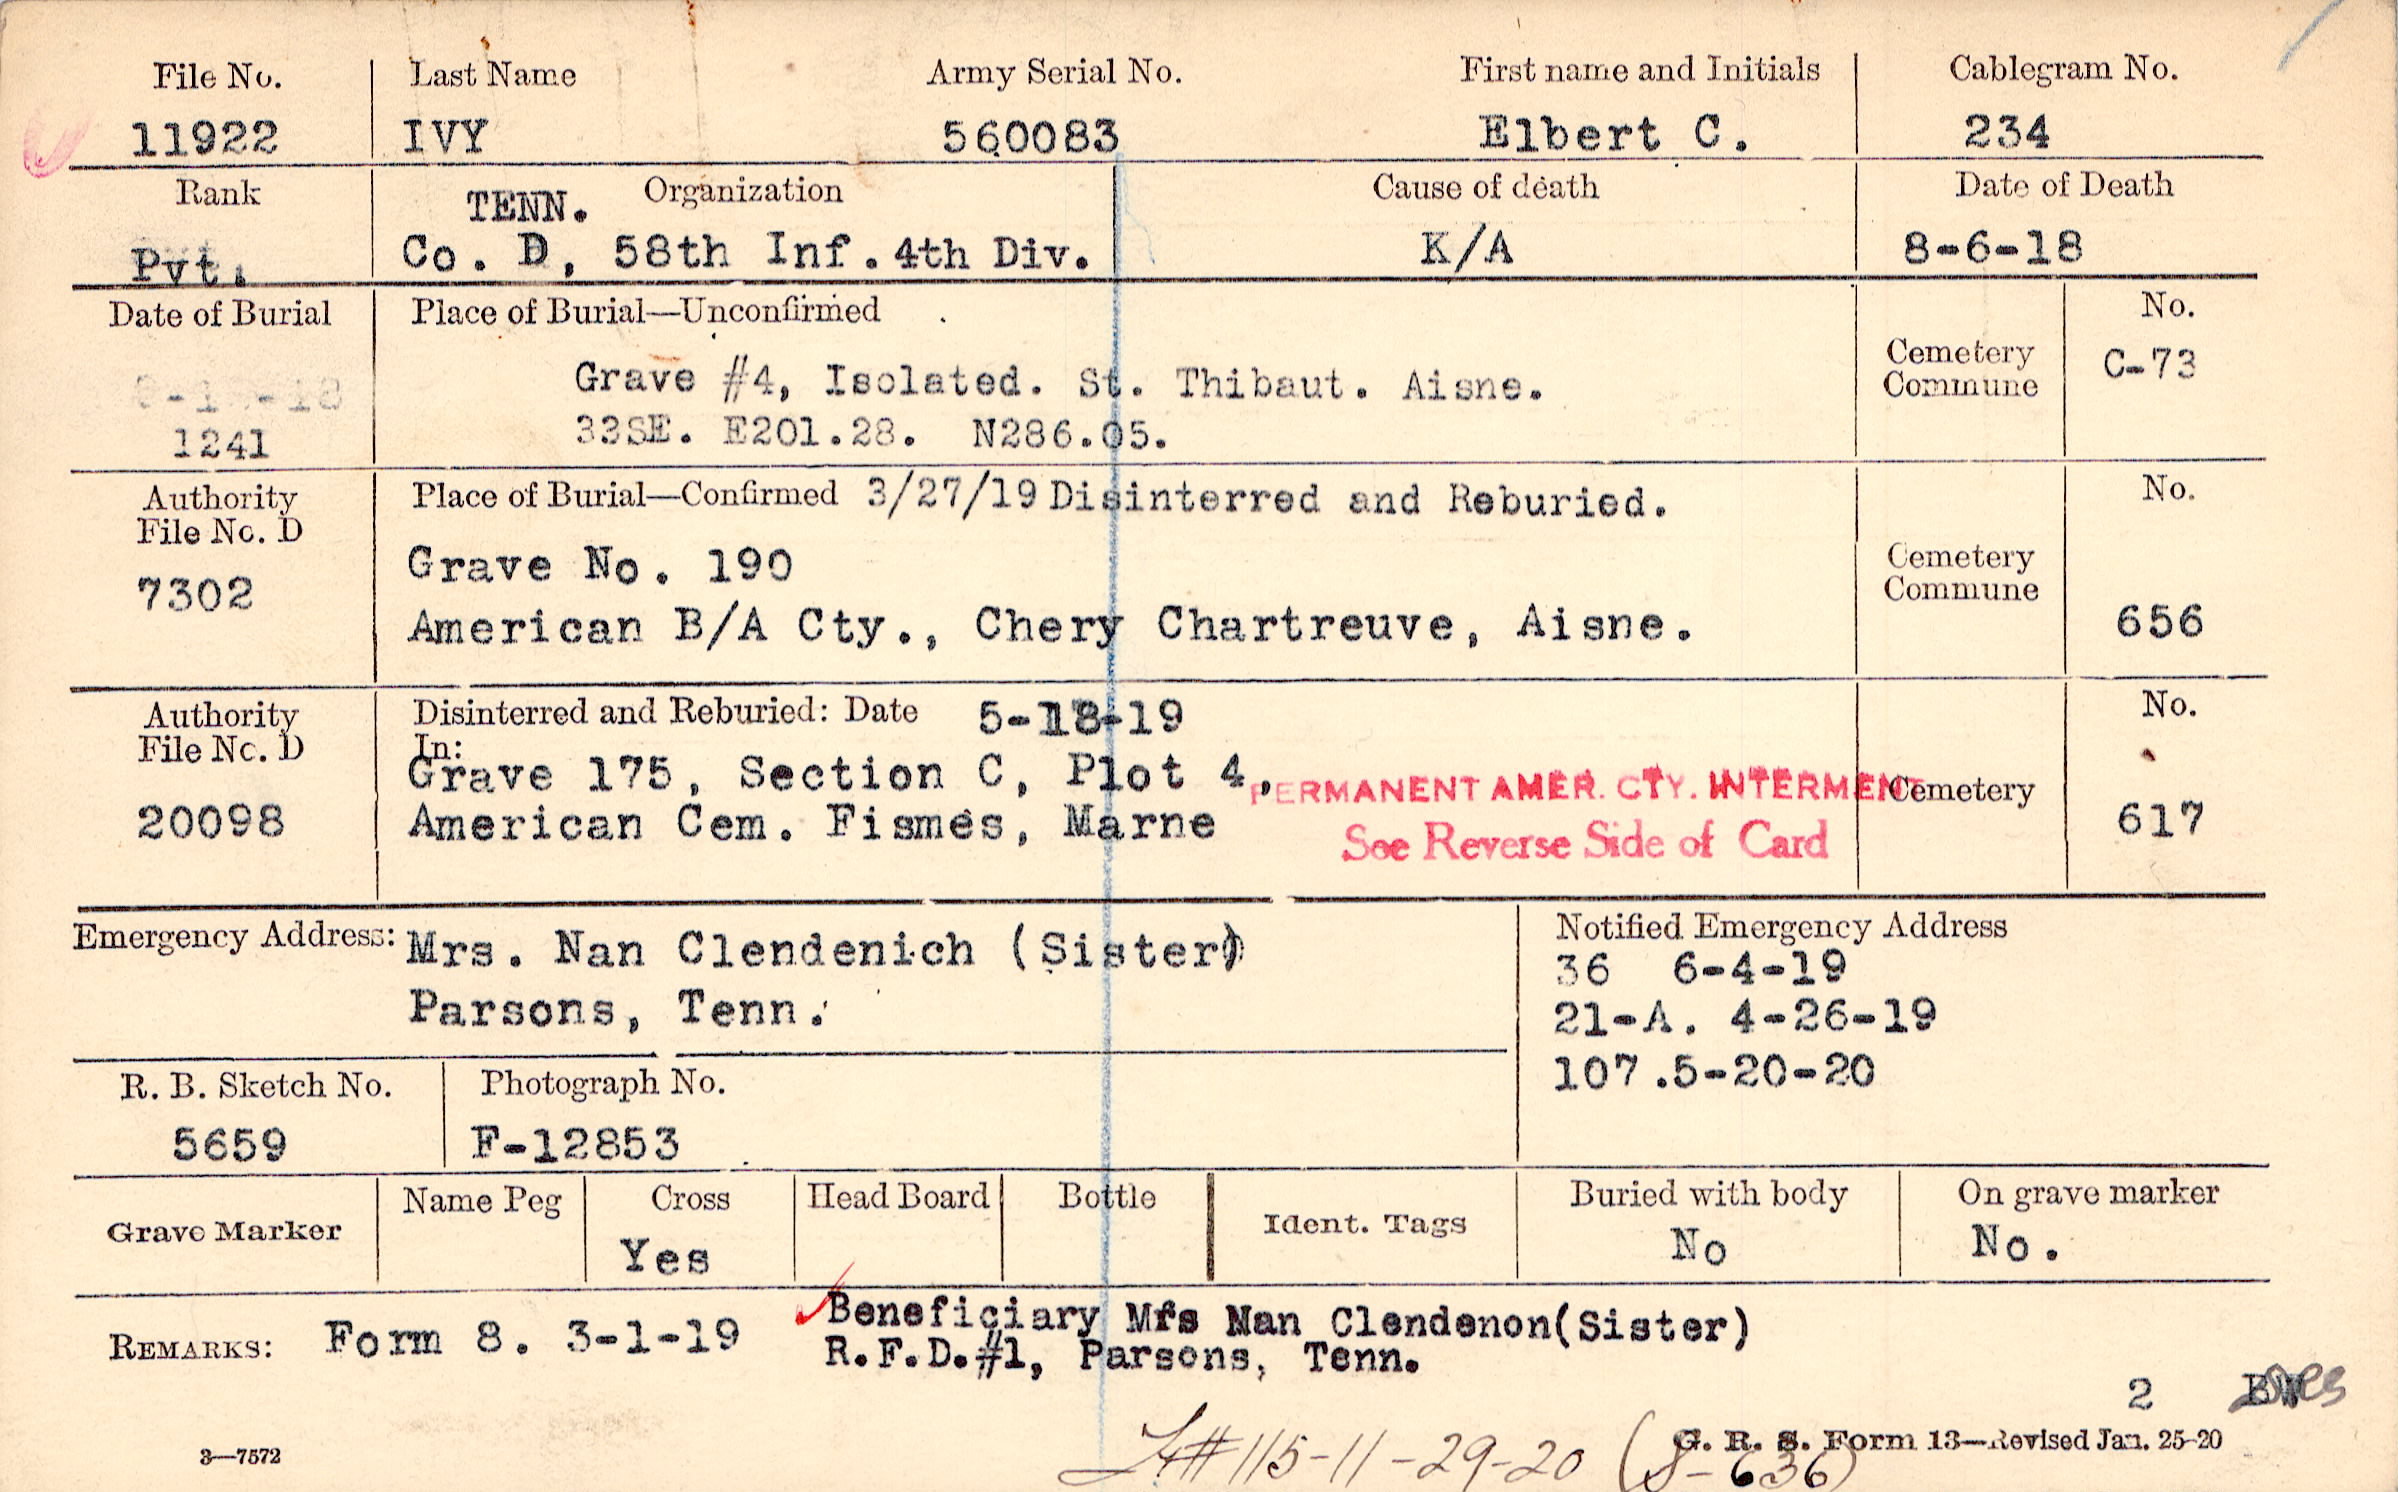 File No. Last Name Army Serial No. First name and Initials Cablegram No.
11922 IVY 560083 Elbert C. 234
Rank TENN. Organization Cause of death Date of Death
Pvt. Co. D, 58th Inf. 4th Div. K/A 8-6-18
Date of Burial Place of Burial—Unconfirmed No.
Grave #4, Isolated. St. Thibaut. Aisne. Cemetery Commune C-73
1241 33SE. E201.28. N286.05.
Authority File No. D Place of Burial—Confirmed 3/27/19 Disinterred and Reburied. No.
7302 Grave No. 190 Cemetery Commune
American B/A Cty., Chery Chartreuve, Aisne. 656
Authority File No. D Disinterred and Reburied: Date 5-18-19 No.
In:
Grave 175, Section C, Plot 4, PERMANENT AMER. CTY. INTERMENT Cemetery
20098 American Cem. Fismes, Marne See Reverse Side of Card 617
Emergency Address: Mrs. Nan Clendenich (Sister) Notified Emergency Address
36 6-4-19
Parsons, Tenn. 21-A. 4-26-19
107.5-20-20
R. B. Sketch No. Photograph No.
5659 F-12853
Grave Marker Name Peg Cross Head Board Bottle Ident. Tags Buried with body On grave marker
Yes No No.
REMARKS: Form 8. 3-1-19 Beneficiary Mrs Nan Clendenon(Sister)
R.F.D.#1, Parsons, Tenn.
2
3—7572 #115-11-29-20 (S-636) G. R. S. Form 13—Revised Jan. 25-20